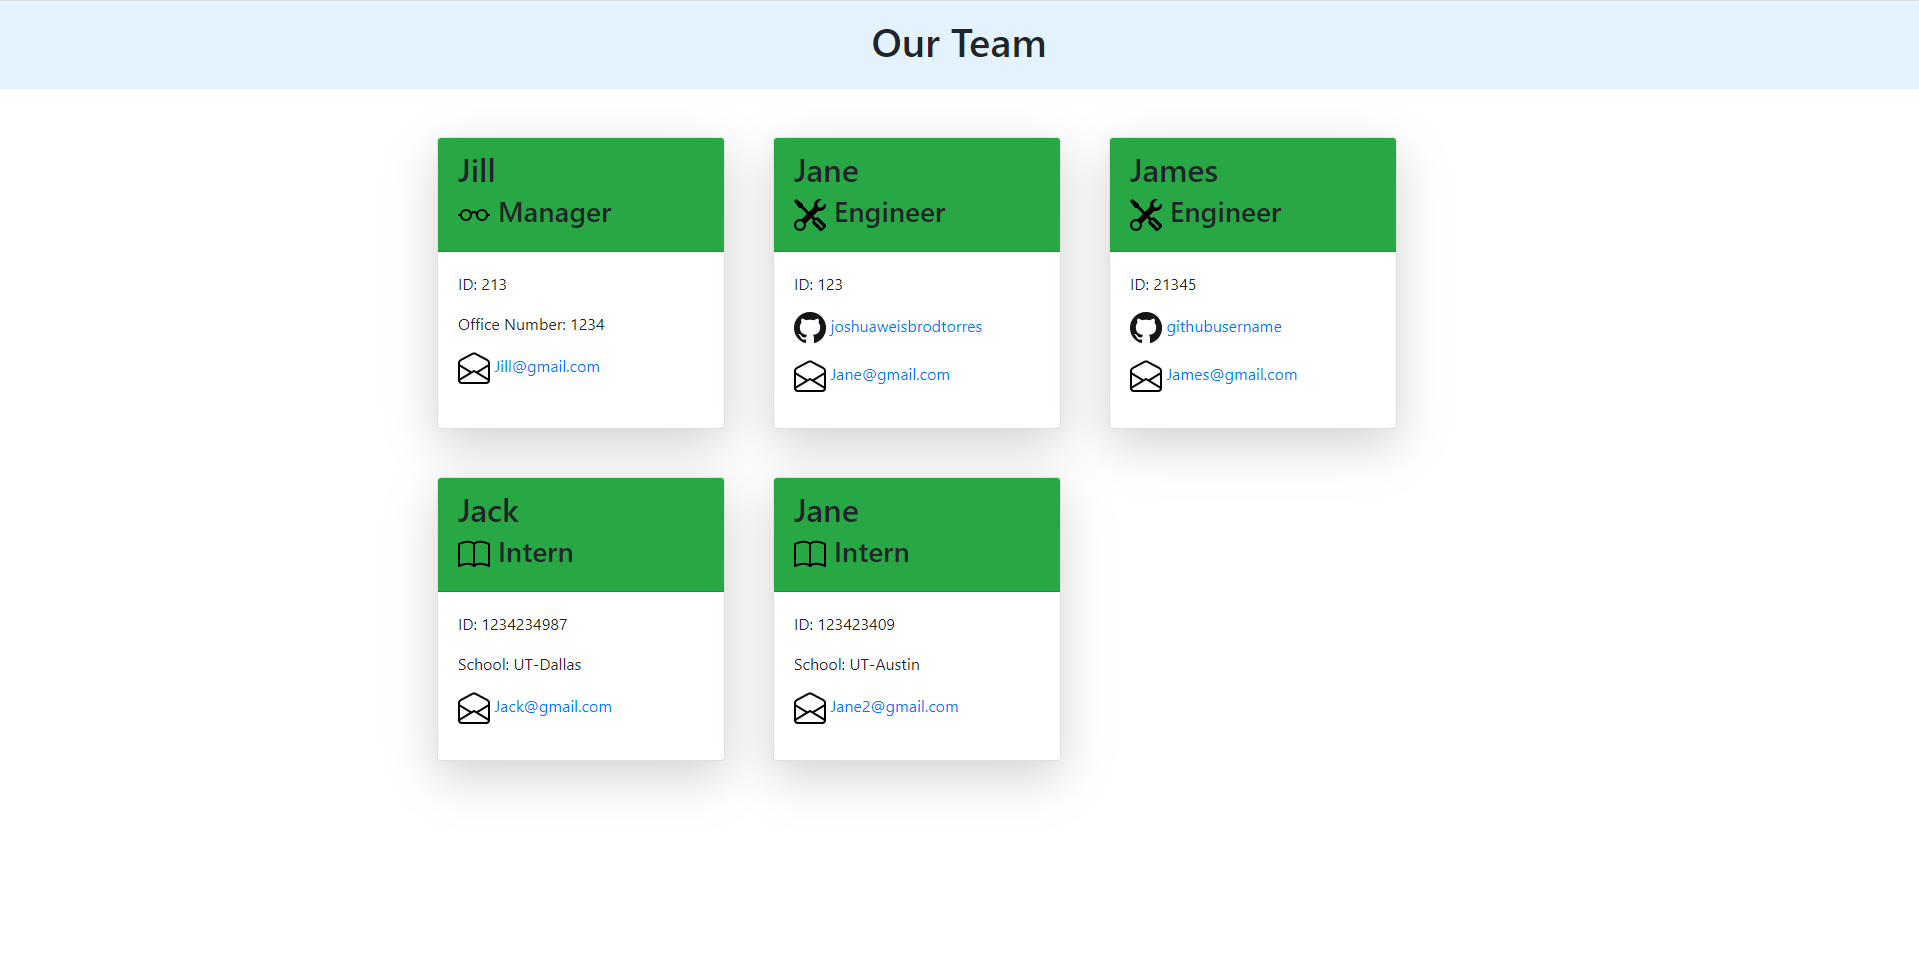 Our Team
Jill
Manager
ID: 213
Office Number: 1234
Jill@gmail.com
Jane
Engineer
ID: 123
joshuaweisbrodtorres
Jane@gmail.com
James
Engineer
ID: 21345
githubusername
James@gmail.com
Jack
Intern
ID: 1234234987
School: UT-Dallas
Jack@gmail.com
Jane
Intern
ID: 123423409
School: UT-Austin
Jane2@gmail.com